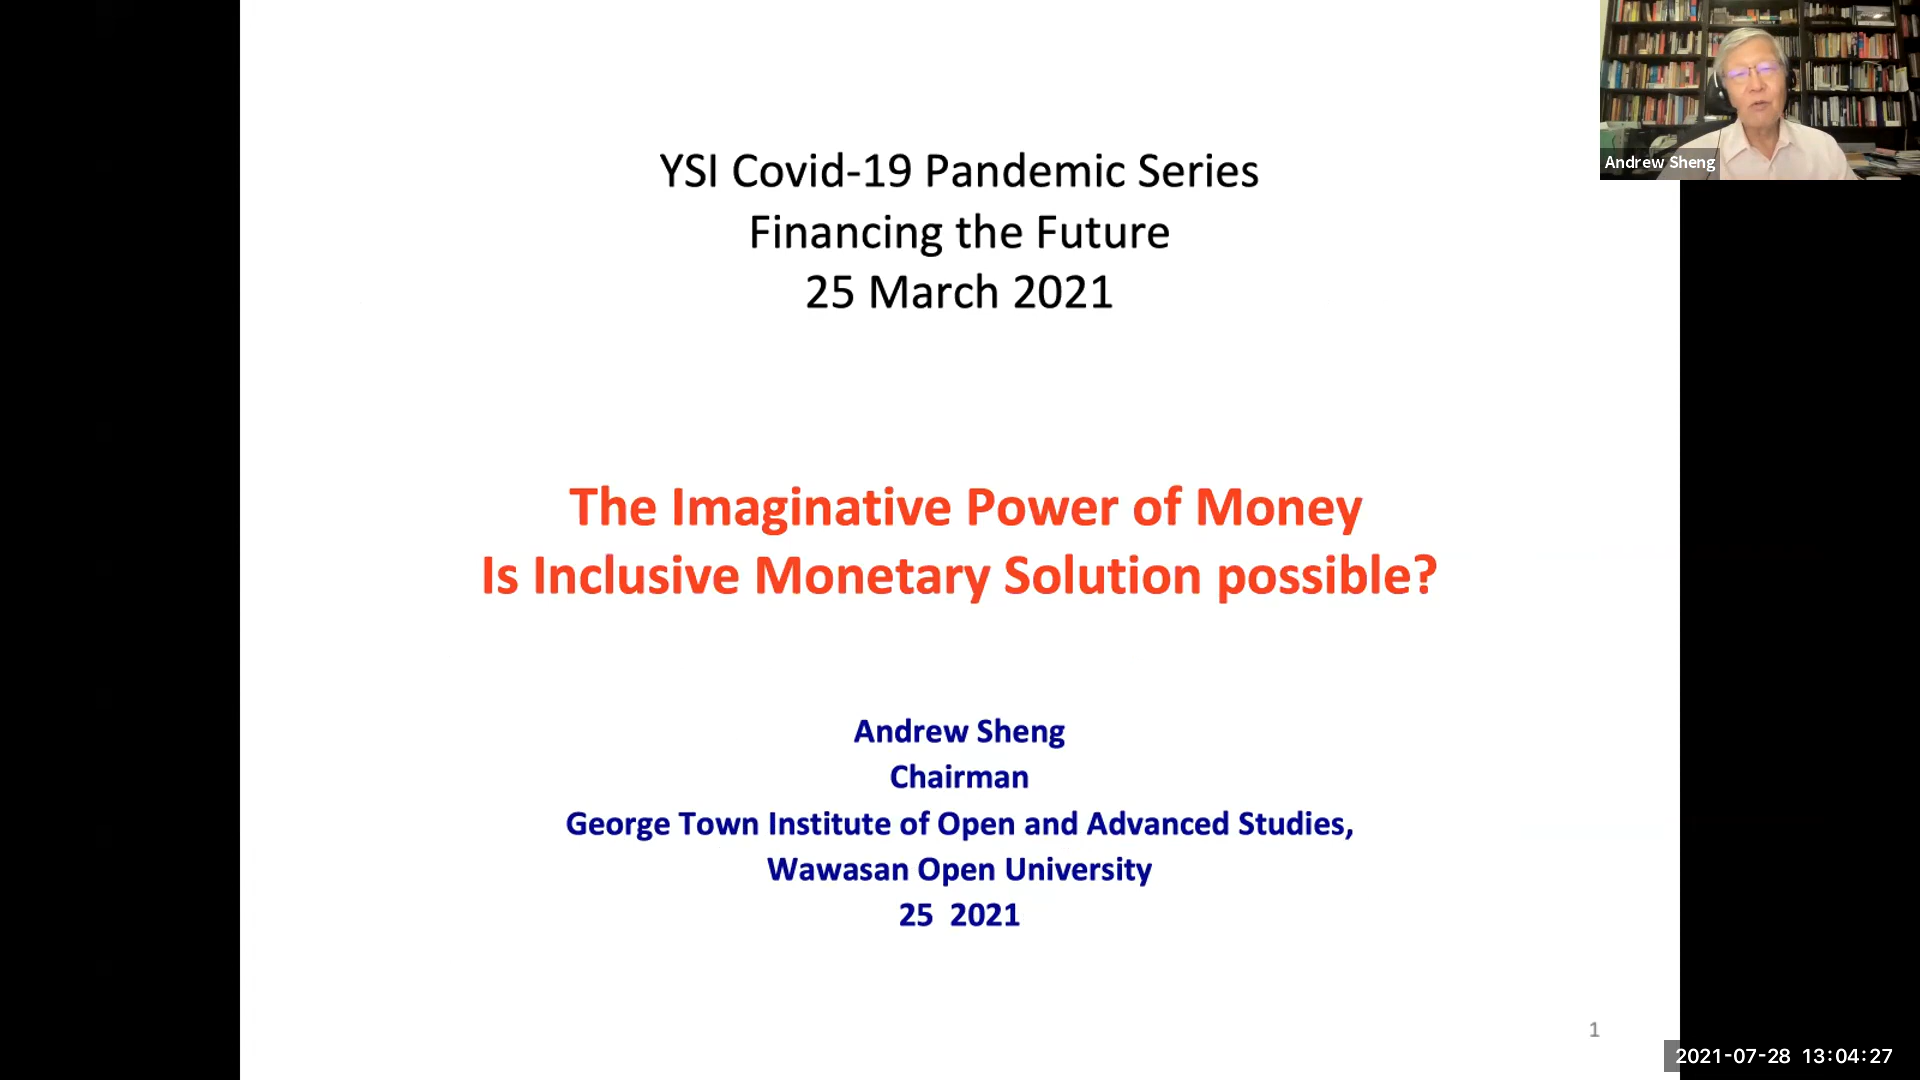 YSI Covid-19 Pandemic Series
Financing the Future
25 March 2021
Andrew Sheng
The Imaginative Power of Money
Is Inclusive Monetary Solution possible?
Andrew Sheng
Chairman
George Town Institute of Open and Advanced Studies,
Wawasan Open University
25 2021
1
2021-07-28 13:04:27